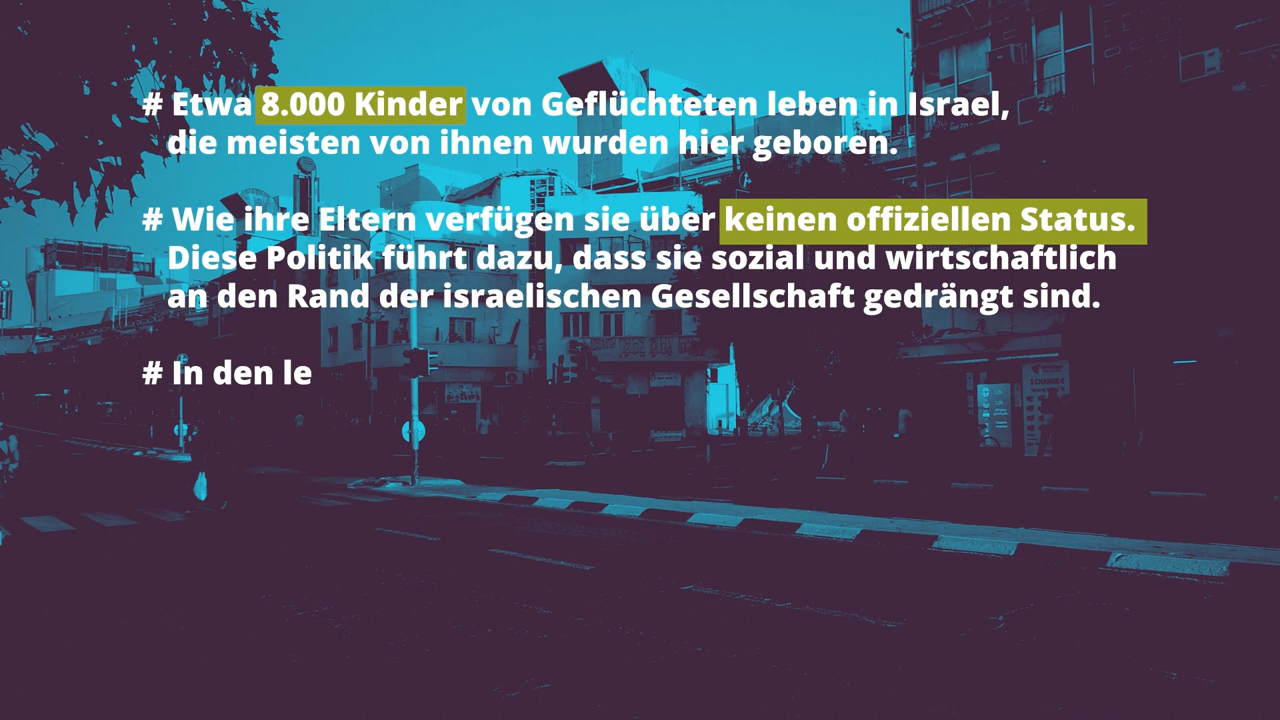 # Etwa 8.000 Kinder von Geflüchteten leben in Israel,
die meisten von ihnen wurden hier geboren.
# Wie ihre Eltern verfügen sie über keinen offiziellen Status.
Diese Politik führt dazu, dass sie sozial und wirtschaftlich
an den Rand der israelischen Gesellschaft gedrängt sind.
# In den le